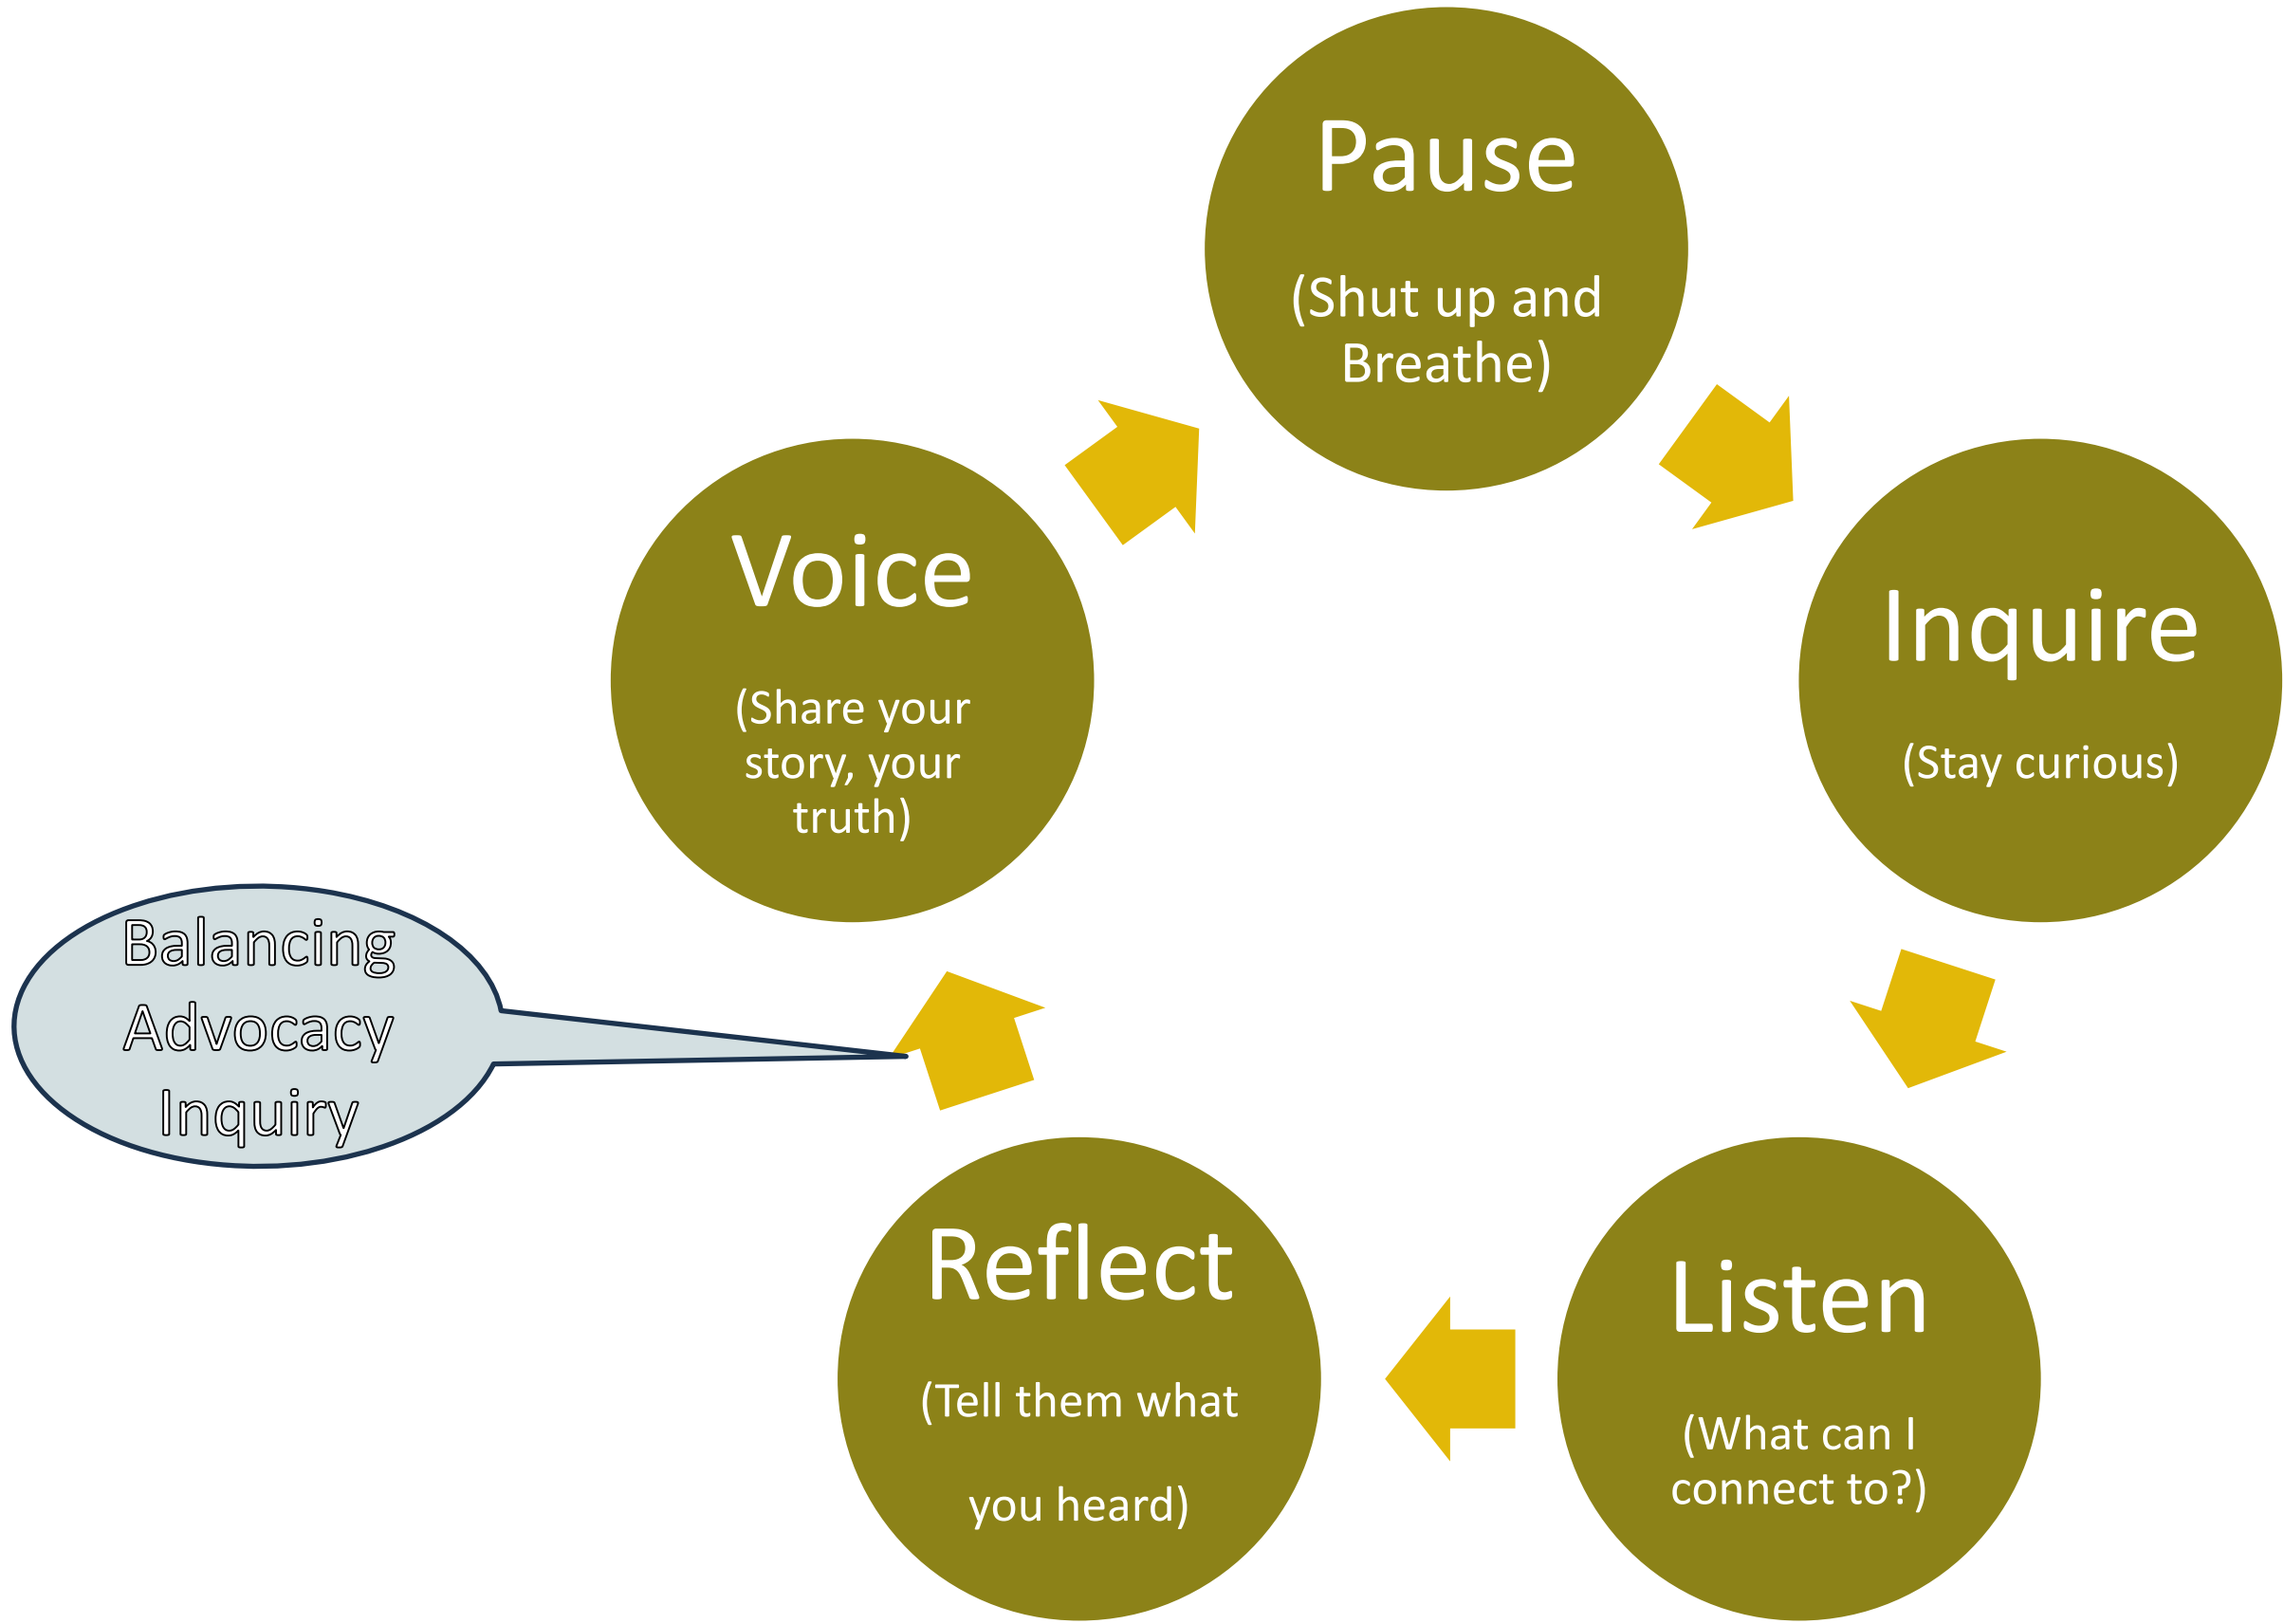 Pause
(Shut up and
Breathe)
Inquire
(Stay curious)
Listen
(What can I
connect to?)
Reflect
(Tell them what
you heard)
Voice
(Share your
story, your
truth)
Balancing
Advocacy
Inquiry